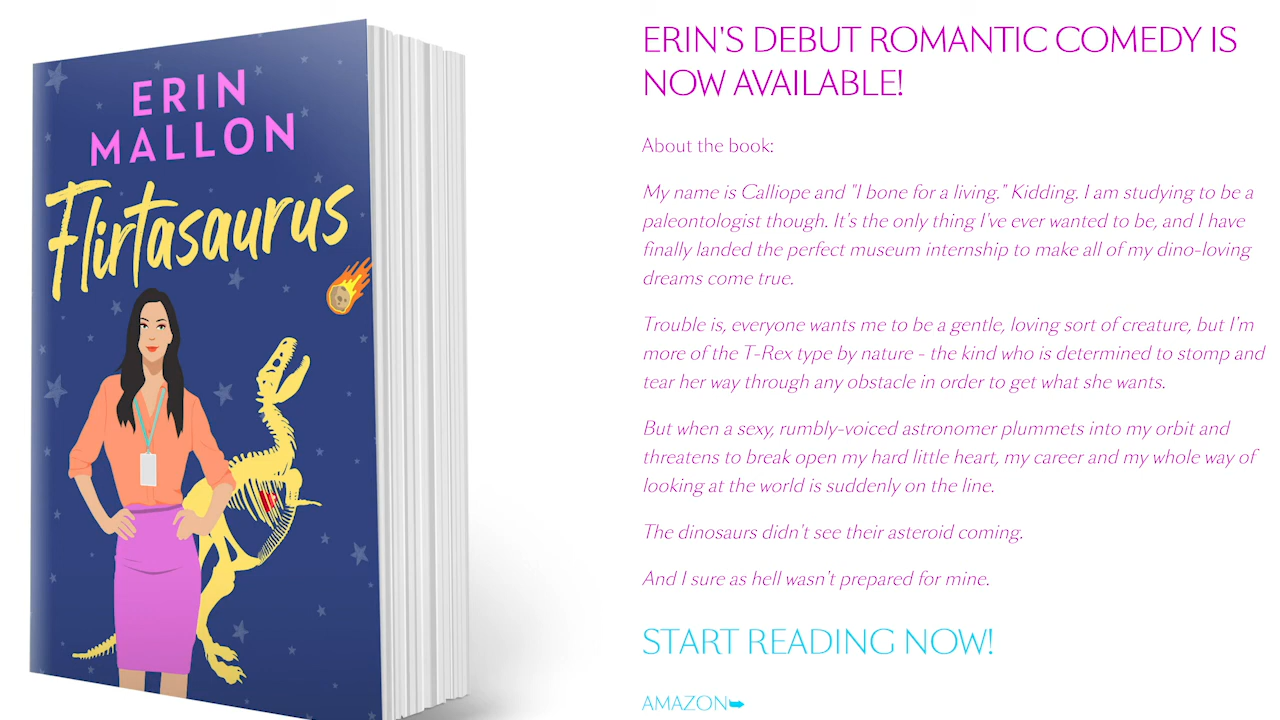 ERIN
MALLON
Flirtasaurus
ERIN'S DEBUT ROMANTIC COMEDY IS
NOW AVAILABLE!
About the book:
My name is Calliope and "I bone for a living." Kidding. I am studying to be a
paleontologist though. It's the only thing I've ever wanted to be, and I have
finally landed the perfect museum internship to make all of my dino-loving
dreams come true.
Trouble is, everyone wants me to be a gentle, loving sort of creature, but I'm
more of the T-Rex type by nature - the kind who is determined to stomp and
tear her way through any obstacle in order to get what she wants.
But when a sexy, rumbly-voiced astronomer plummets into my orbit and
threatens to break open my hard little heart, my career and my whole way of
looking at the world is suddenly on the line.
The dinosaurs didn't see their asteroid coming.
And I sure as hell wasn't prepared for mine.
START READING NOW!
AMAZON➥